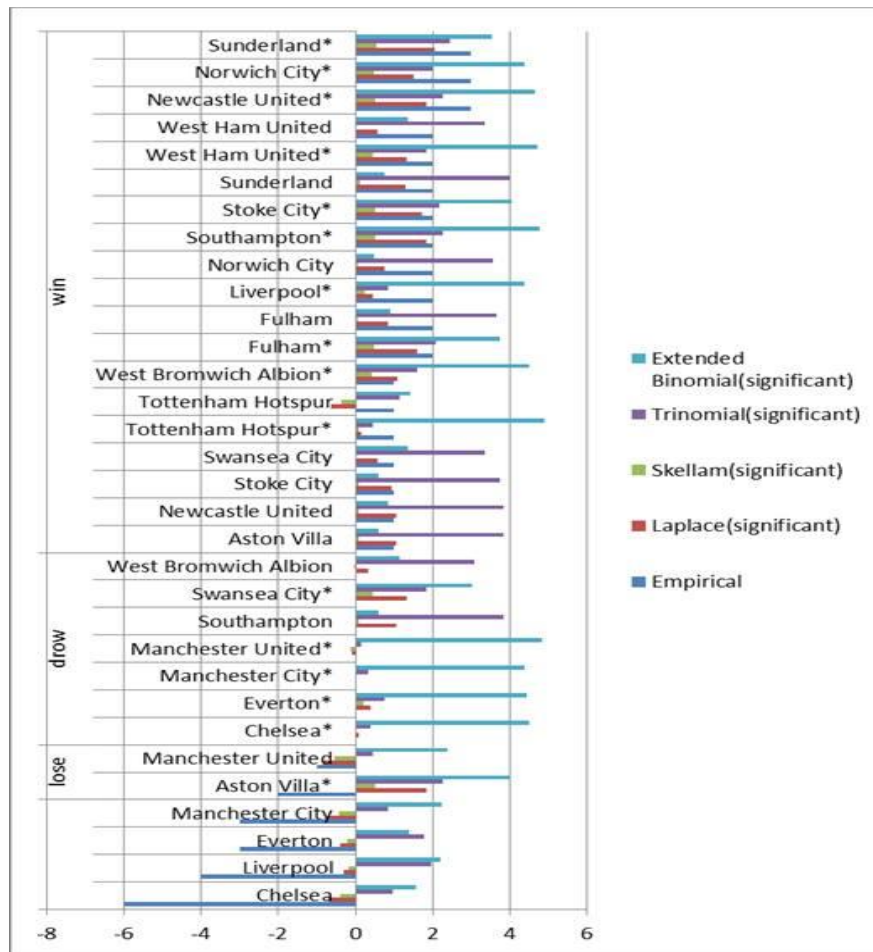 win
Sunderland*
Norwich City*
Newcastle United*
West Ham United
West Ham United*
Sunderland
Stoke City*
Southampton*
Norwich City
Liverpool*
Fulham
Fulham*
West Bromwich Albion*
Tottenham Hotspur
Tottenham Hotspur*
Swansea City
Stoke City
Newcastle United
Aston Villa
drow
West Bromwich Albion
Swansea City*
Southampton
Manchester United*
Manchester City*
Everton*
Chelsea*
lose
Manchester United
Aston Villa*
Manchester City
Everton
Liverpool
Chelsea
-8 -6 -4 -2 0 2 4 6
Extended
Binomial(significant)
Trinomial(significant)
Skellam(significant)
Laplace(significant)
Empirical